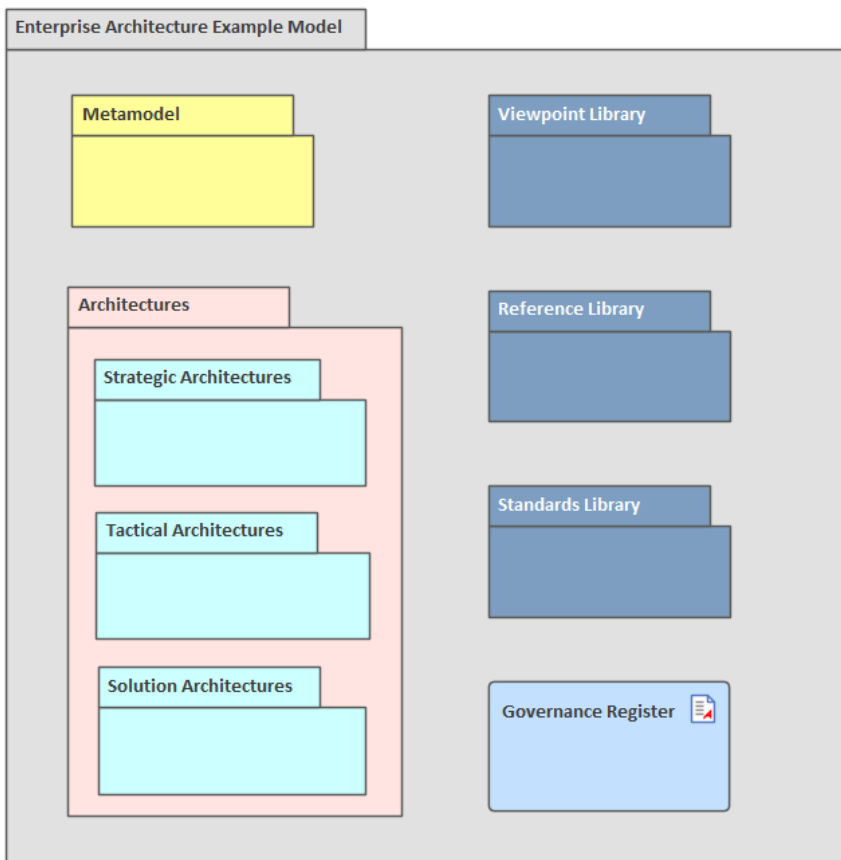 Enterprise Architecture Example Model
Metamodel
Viewpoint Library
Architectures
Reference Library
Strategic Architectures
Standards Library
Tactical Architectures
Solution Architectures
Governance Register